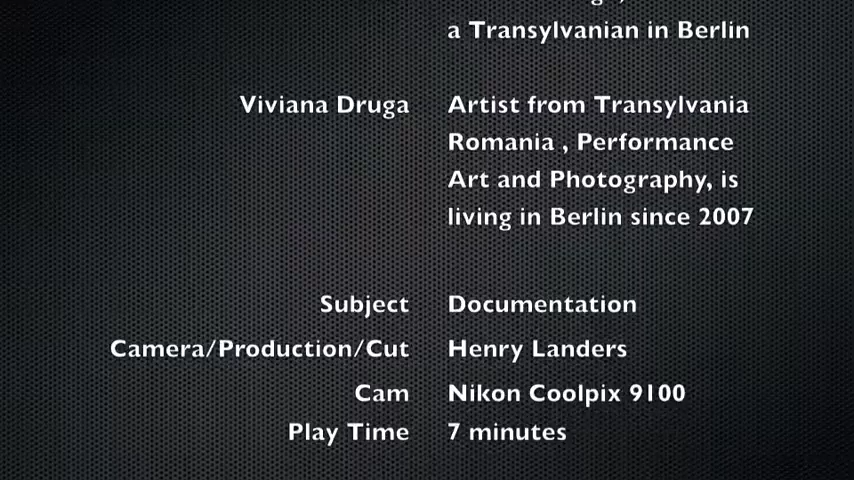 a Transylvanian in Berlin
Viviana Druga Artist from Transylvania
Romania , Performance
Art and Photography, is
living in Berlin since 2007
Subject Documentation
Camera/Production/Cut Henry Landers
Cam Nikon Coolpix 9100
Play Time 7 minutes